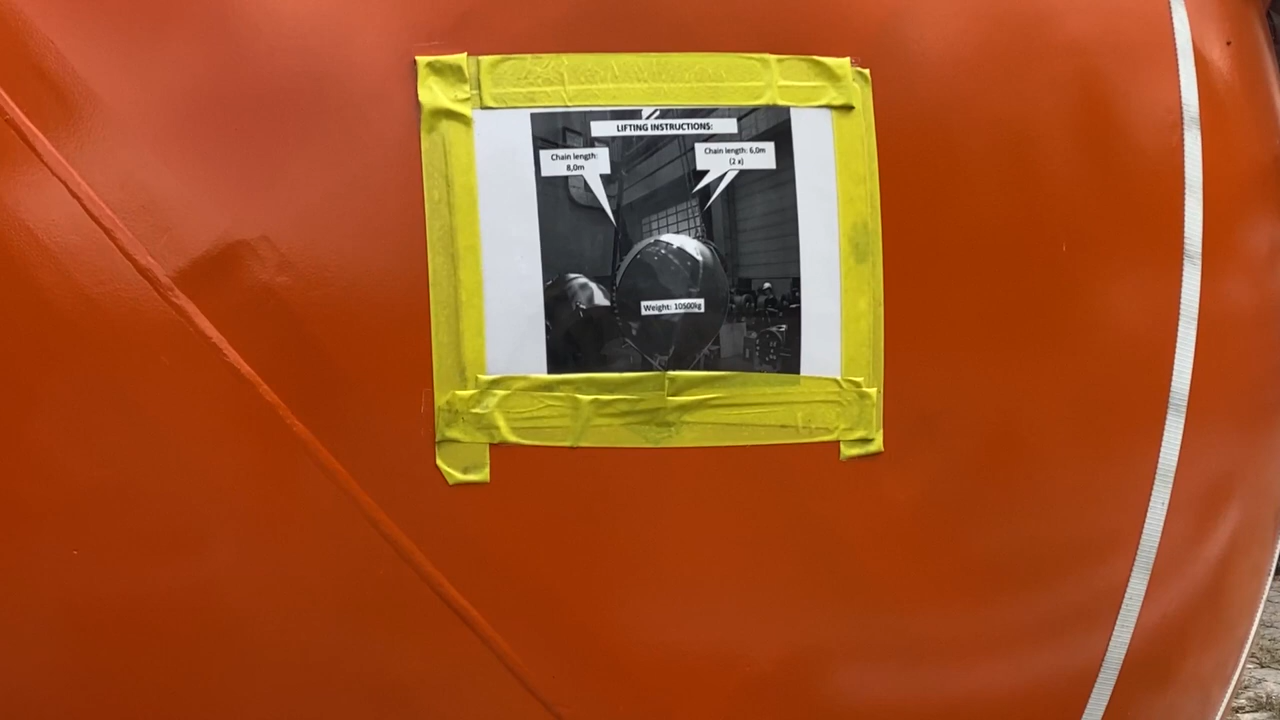 LIFTING INSTRUCTIONS:
Chain length:
8,0m
Chain length: 6,0m
(2 x)
Weight: 10500kg